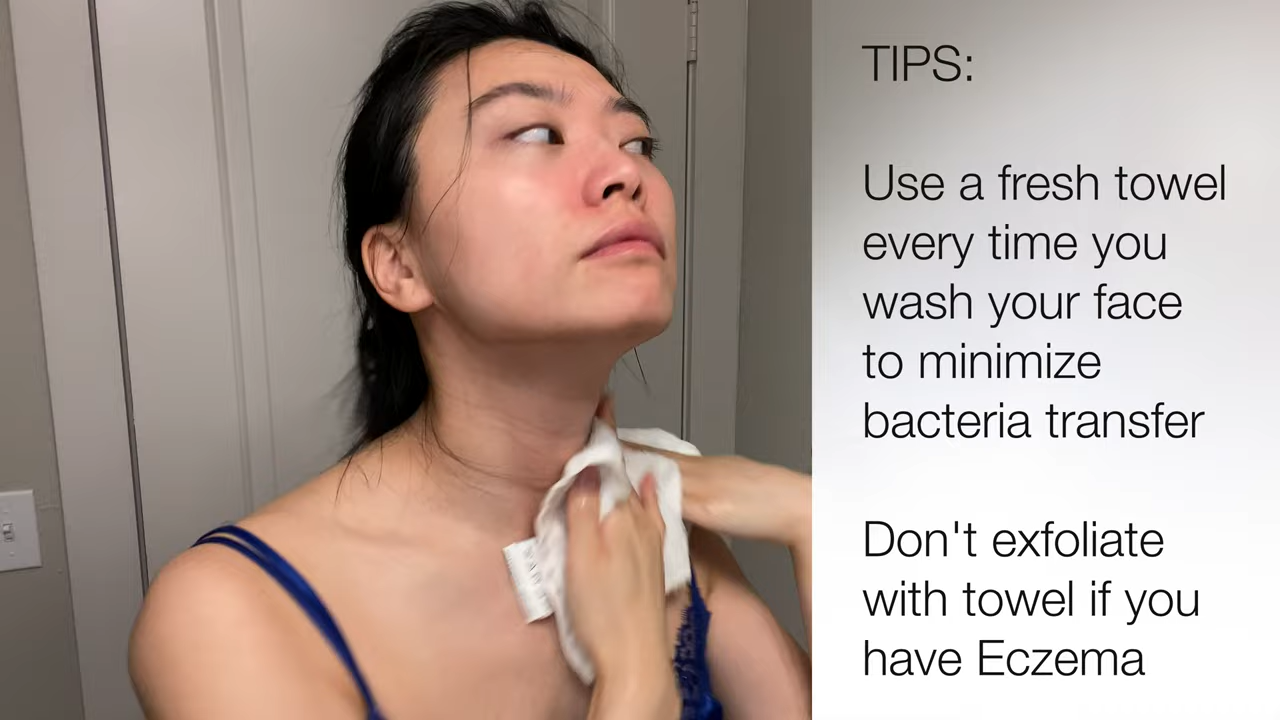 TIPS:
Use a fresh towel
every time you
wash your face
to minimize
bacteria transfer
Don't exfoliate
with towel if you
have Eczema